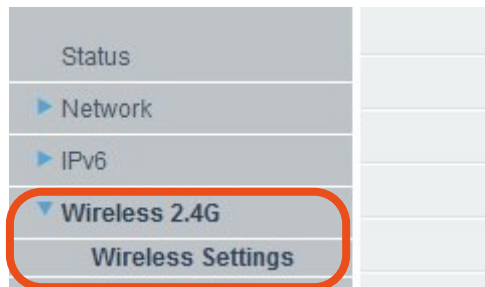 Status
Network
IPv6
Wireless 2.4G
Wireless Settings